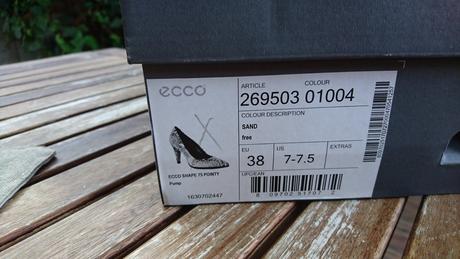 ecco
ARTICLE COLOUR
269503 01004
COLOUR DESCRIPTION
SAND
free
EU US EXTRAS
38 7-7.5
ECCO SHAPE 75 POINTY
Pump
UPC/EAN
1630702447